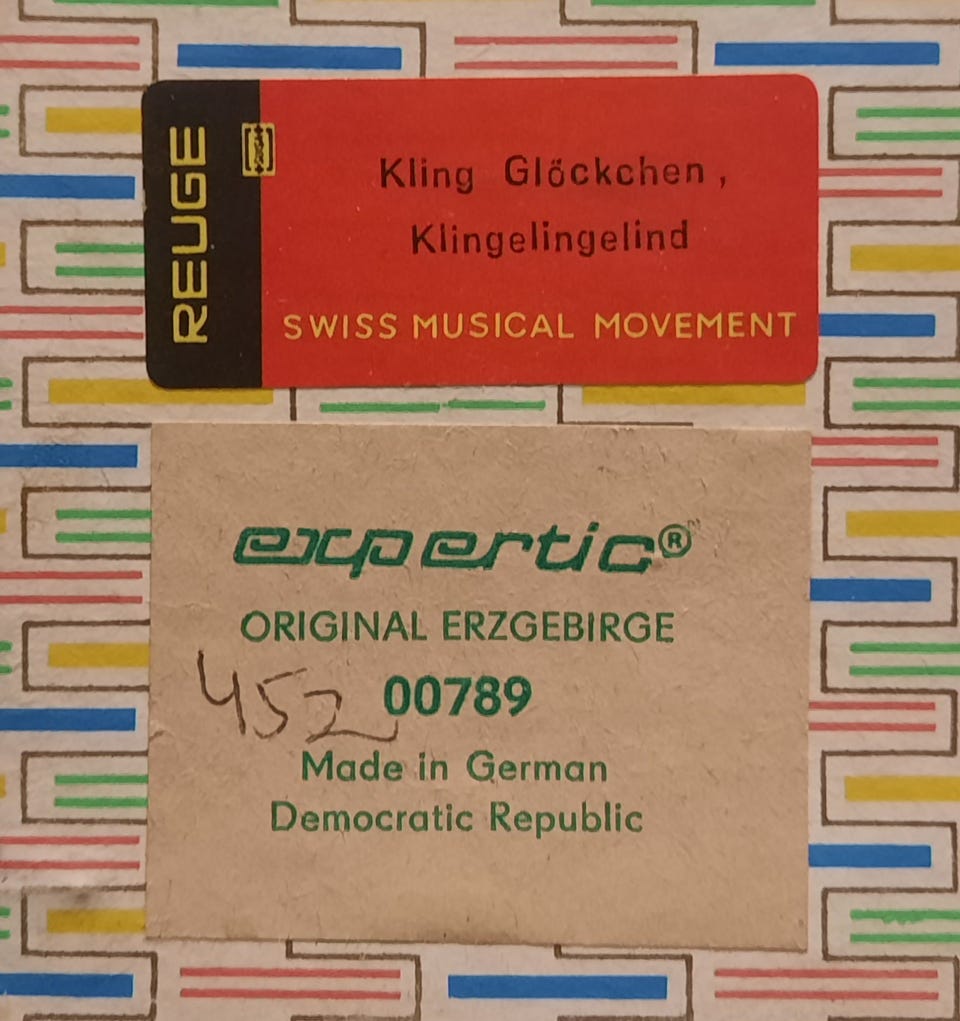 REUGE
Kling Glöckchen,
Klingelingelind
SWISS MUSICAL MOVEMENT
expertic®
ORIGINAL ERZGEBIRGE
452 00789
Made in German
Democratic Republic